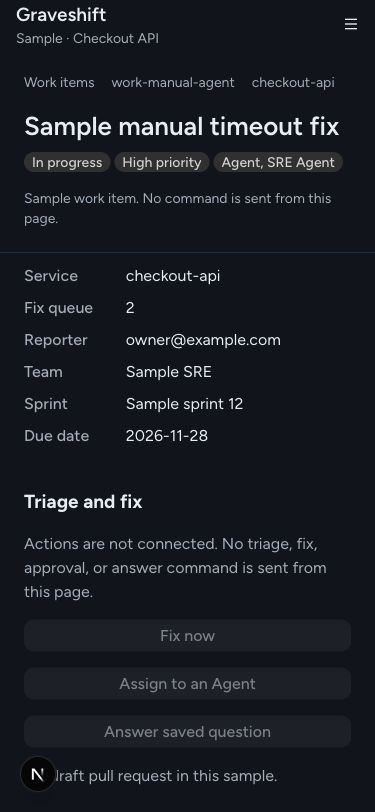 Graveshift
Sample · Checkout API
Work items work-manual-agent checkout-api
Sample manual timeout fix
In progress High priority Agent, SRE Agent
Sample work item. No command is sent from this
page.
Service checkout-api
Fix queue 2
Reporter owner@example.com
Team Sample SRE
Sprint Sample sprint 12
Due date 2026-11-28
Triage and fix
Actions are not connected. No triage, fix,
approval, or answer command is sent from
this page.
Fix now
Assign to an Agent
Answer saved question
N draft pull request in this sample.